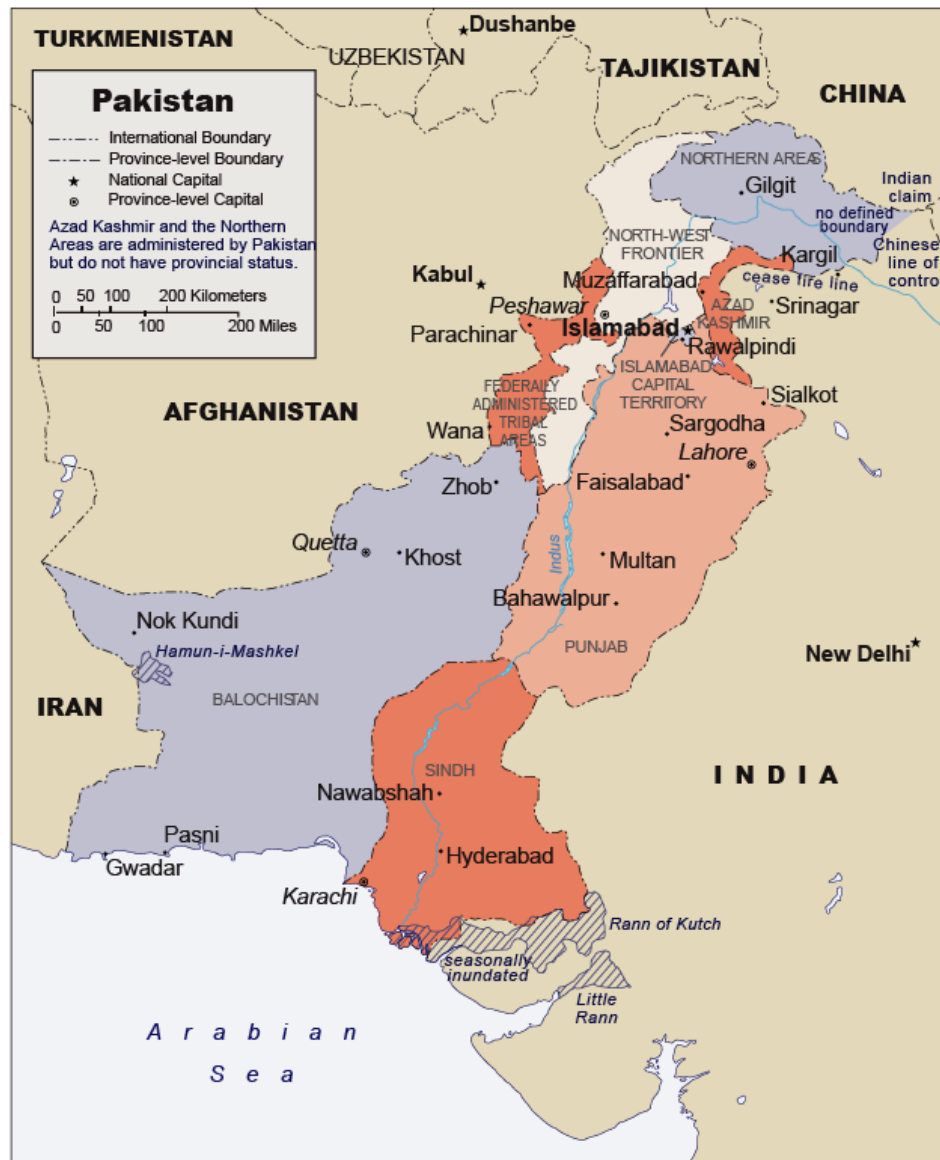 TURKMENISTAN
UZBEKISTAN
Dushanbe
TAJIKISTAN
CHINA
Pakistan
International Boundary
Province-level Boundary
National Capital
Province-level Capital
Azad Kashmir and the Northern
Areas are administered by Pakistan
but do not have provincial status.
0 50 100 200 Kilometers
0 50 100 200 Miles
NORTHERN AREAS
Gilgit
Indian
claim
no defined
boundary
Chinese
line of
control
NORTH-WEST
FRONTIER
Kargil
cease fire line
Kabul
Muzaffarabad
Srinagar
Peshawar
AZAD
KASHMIR
Parachinar
Islamabad
Rawalpindi
ISLAMABAD
CAPITAL
TERRITORY
Sialkot
AFGHANISTAN
FEDERAILY
ADMINISTERED
TRIBAL
AREAS
Wana
Sargodha
Lahore
Zhob
Faisalabad
Quetta
Khost
Indus
Multan
Bahawalpur
Nok Kundi
Hamun-i-Mashkel
PUNJAB
New Delhi
IRAN
BALOCHISTAN
SINDH
INDIA
Nawabshah
Pasni
Gwadar
Hyderabad
Karachi
Rann of Kutch
seasonally
inundated
Little
Rann
Arabian
Sea